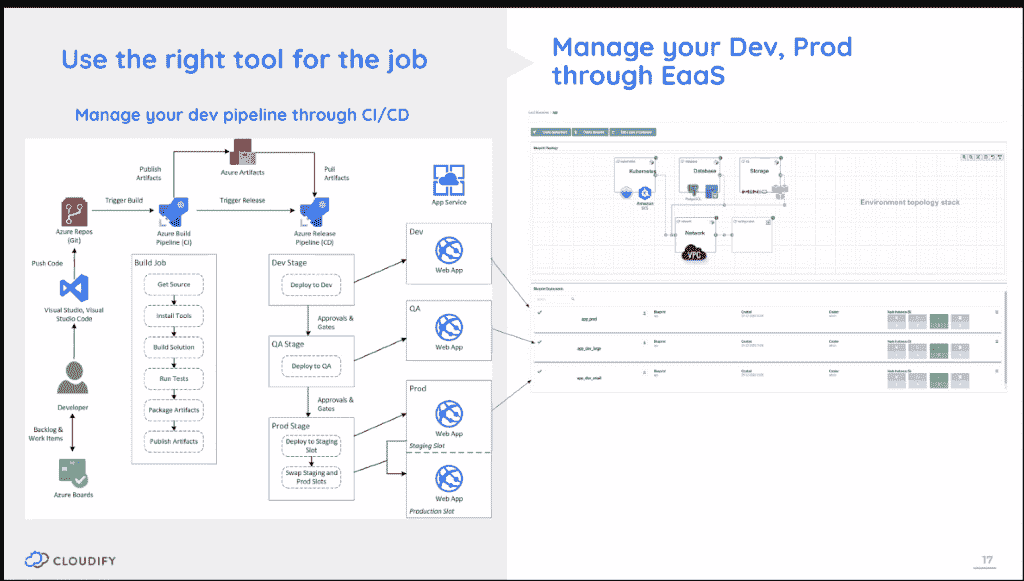 Use the right tool for the job
Manage your dev pipeline through CI/CD
Publish
Artifacts
Azure Artifacts
Pull
Artifacts
App Service
Trigger Build
Trigger Release
Azure Repos
(Git)
Azure Build
Pipeline (CI)
Azure Release
Pipeline (CD)
Push Code
Visual Studio, Visual
Studio Code
Developer
Backlog &
Work Items
Azure Boards
Build Job
Get Source
Install Tools
Build Solution
Run Tests
Package Artifacts
Publish Artifacts
Dev Stage
Deploy to Dev
Approvals &
Gates
QA Stage
Deploy to QA
Approvals &
Gates
Prod Stage
Deploy to Staging
Slot
Swap Staging and
Prod Slots
Dev
Web App
QA
Web App
Prod
Web App
Staging Slot
Web App
Production Slot
Manage your Dev, Prod
through EaaS
Kubernetes
Database
Storage
Amazon
MINIO
Network
VPC
Environment topology stack
app_prod
app_dev_large
app_dev_small
CLOUDIFY
17